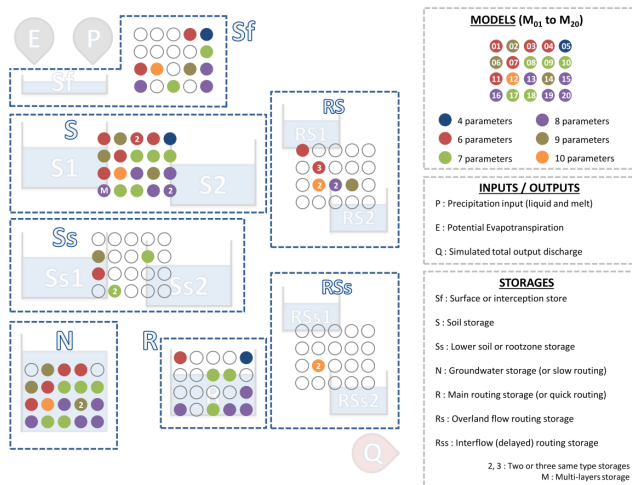 E
P
Sf
Sf
S
S1
2
S2
M
2
Ss
Ss1
Ss2
2
N
2
R
RS
RS1
3
2
2
RS2
RSs
RSs1
2
RSs2
Q
MODELS (M01 to M20)
01 02 03 04 05
06 07 08 09 10
11 12 13 14 15
16 17 18 19 20
4 parameters
8 parameters
6 parameters
9 parameters
7 parameters
10 parameters
INPUTS / OUTPUTS
P : Precipitation input (liquid and melt)
E : Potential Evapotranspiration
Q : Simulated total output discharge
STORAGES
Sf : Surface or interception store
S : Soil storage
Ss : Lower soil or rootzone storage
N : Groundwater storage (or slow routing)
R : Main routing storage (or quick routing)
Rs : Overland flow routing storage
Rss : Interflow (delayed) routing storage
2, 3 : Two or three same type storages
M : Multi-layers storage